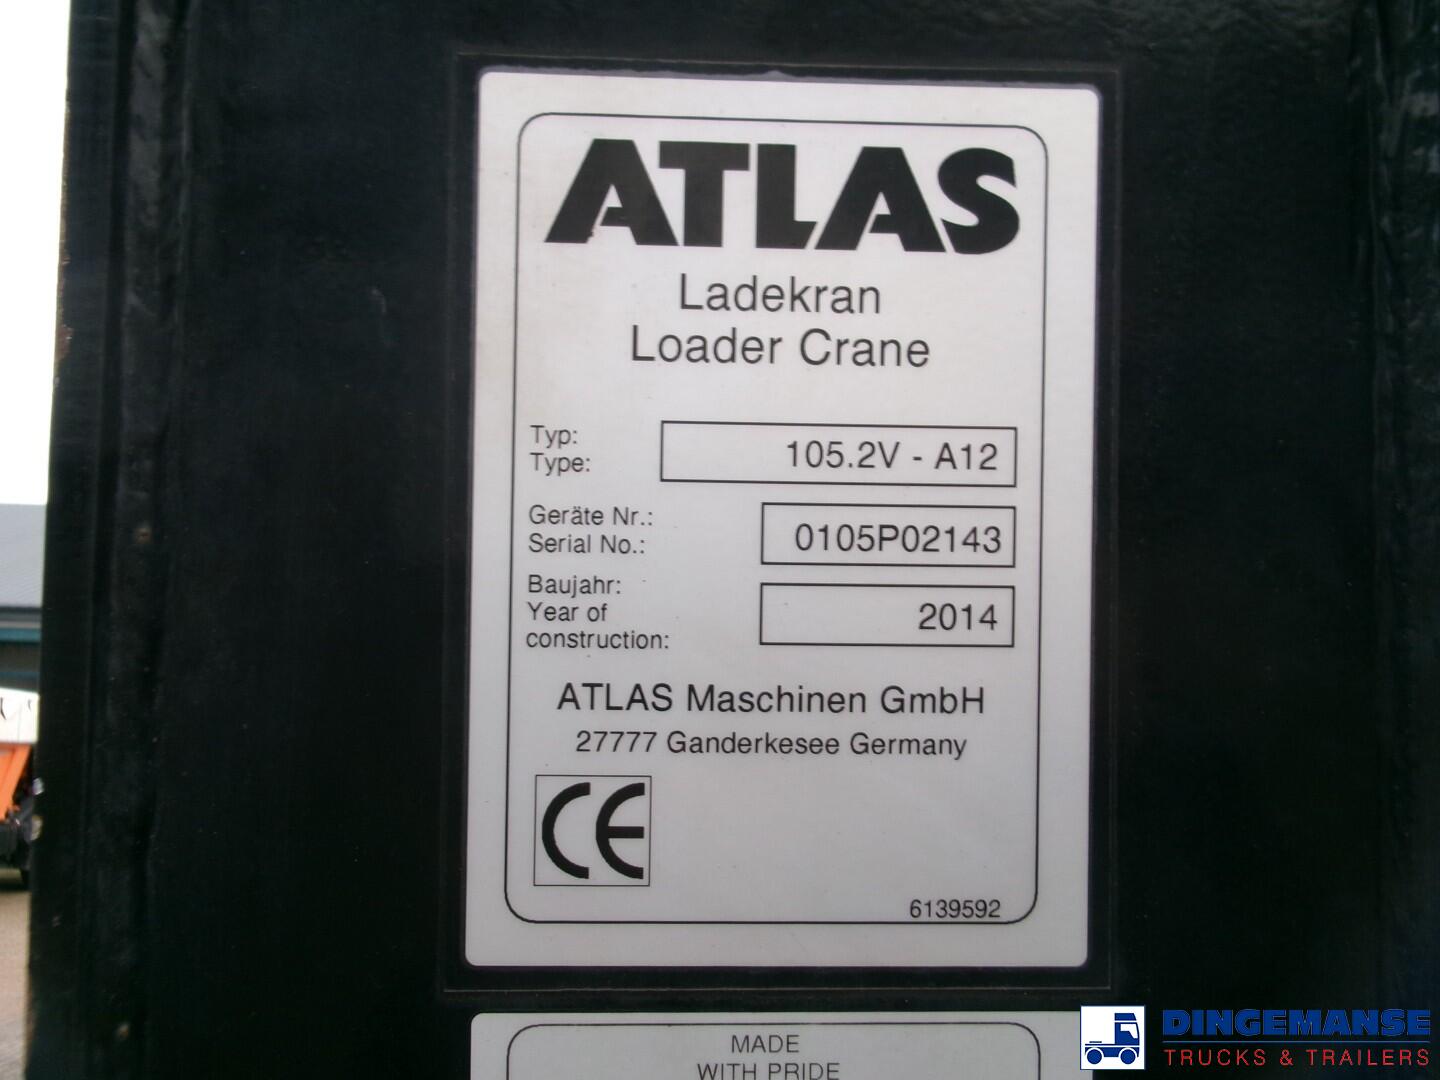 ATLAS
Ladekran
Loader Crane
Typ:
Type:
105.2V - A12
Geräte Nr.:
Serial No.:
0105P02143
Baujahr:
Year of
construction:
2014
ATLAS Maschinen GmbH
27777 Ganderkesee Germany
CE
6139592
MADE
WITH PRIDE
DINGEMANSE
TRUCKS & TRAILERS